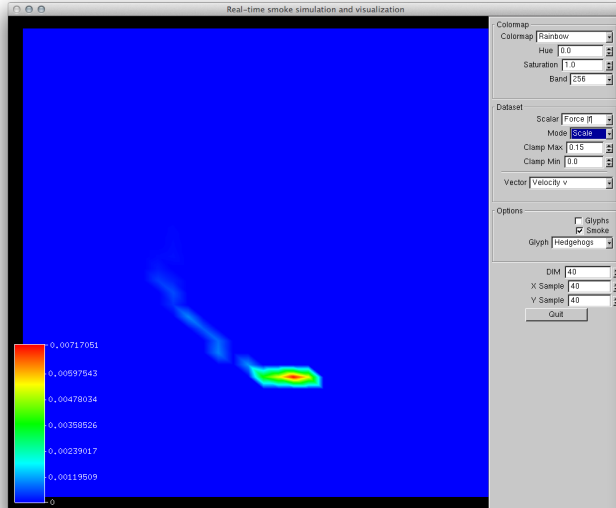 Real-time smoke simulation and visualization
Colormap
Colormap Rainbow
Hue 0.0
Saturation 1.0
Band 256
Dataset
Scalar Force |f|
Mode Scale
Clamp Max 0.15
Clamp Min 0.0
Vector Velocity v
Options
Glyphs
Smoke
Glyph Hedgehogs
DIM 40
X Sample 40
Y Sample 40
Quit
0.00717051
0.00597543
0.00478034
0.00358526
0.00239017
0.00119509
0